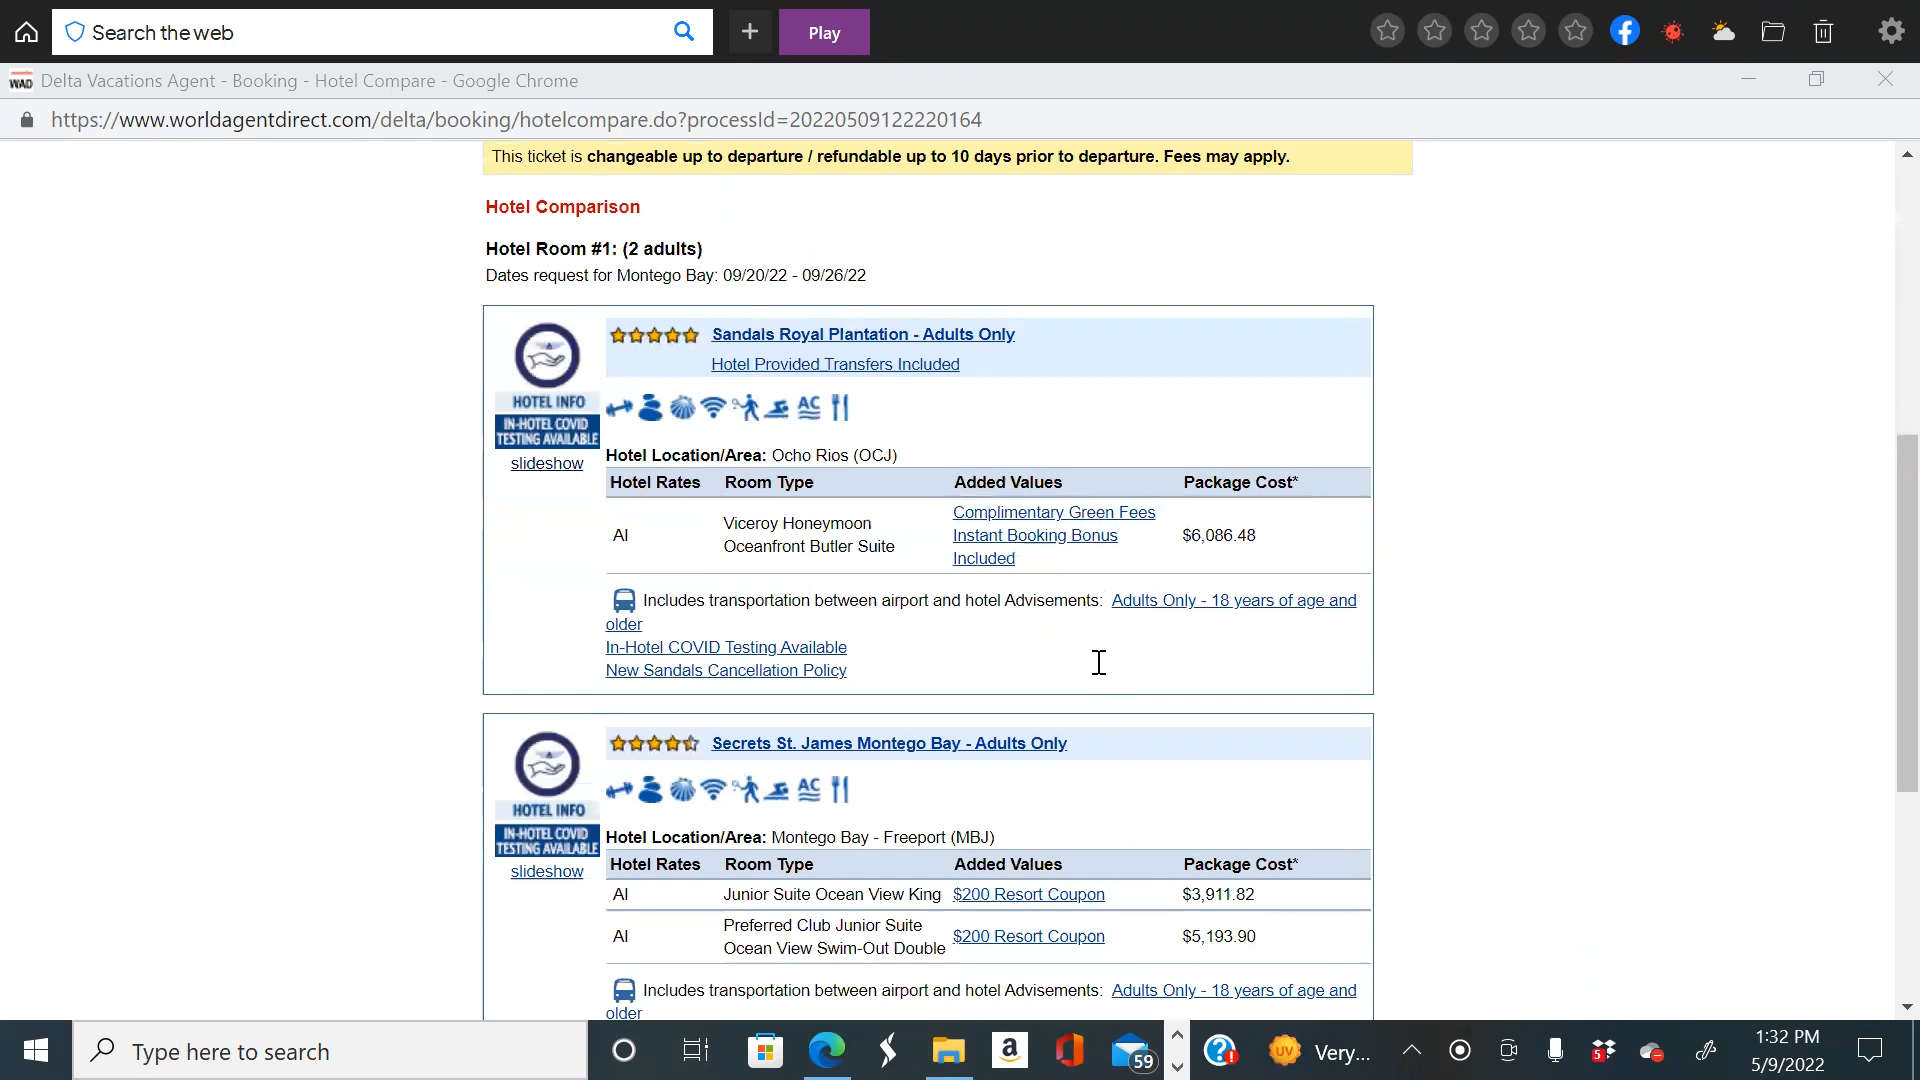 Search the web
Play
WAD Delta Vacations Agent - Booking - Hotel Compare - Google Chrome
https://www.worldagentdirect.com/delta/booking/hotelcompare.do?processId=20220509122220164
This ticket is changeable up to departure / refundable up to 10 days prior to departure. Fees may apply.
Hotel Comparison
Hotel Room #1: (2 adults)
Dates request for Montego Bay: 09/20/22 - 09/26/22
Sandals Royal Plantation - Adults Only
Hotel Provided Transfers Included
HOTEL INFO
IN-HOTEL COVID
TESTING AVAILABLE
slideshow
AC
Hotel Location/Area: Ocho Rios (OCJ)
Hotel Rates Room Type Added Values Package Cost*
AI Viceroy Honeymoon Oceanfront Butler Suite Complimentary Green Fees $6,086.48
Instant Booking Bonus
Included
Includes transportation between airport and hotel Advisements: Adults Only - 18 years of age and
older
In-Hotel COVID Testing Available
New Sandals Cancellation Policy
Secrets St. James Montego Bay - Adults Only
HOTEL INFO
IN-HOTEL COVID
TESTING AVAILABLE
slideshow
AC
Hotel Location/Area: Montego Bay - Freeport (MBJ)
Hotel Rates Room Type Added Values Package Cost*
AI Junior Suite Ocean View King $200 Resort Coupon $3,911.82
AI Preferred Club Junior Suite
Ocean View Swim-Out Double $200 Resort Coupon $5,193.90
Includes transportation between airport and hotel Advisements: Adults Only - 18 years of age and
older
Type here to search
a
59
UV
Very...
5
1:32 PM
5/9/2022